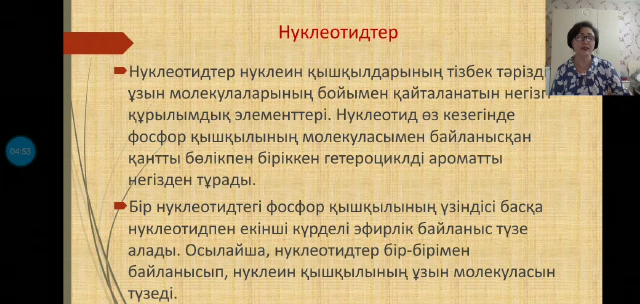 Нуклеотидтер
Нуклеотидтер нуклеин қышқылдарының тізбек тәрізді
ұзын молекулаларының бойымен қайталанатын негізгі
құрылымдық элементтері. Нуклеотид өз кезегінде
фосфор қышқылының молекуласымен байланысқан
қантты бөлікпен біріккен гетероциклді ароматты
негізден тұрады.
Бір нуклеотидтегі фосфор қышқылының үзіндісі басқа
нуклеотидпен екінші күрделі эфирлік байланыс түзе
алады. Осылайша, нуклеотидтер бір-бірімен
байланысып, нуклеин қышқылының ұзын молекуласын
түзеді.
04:53